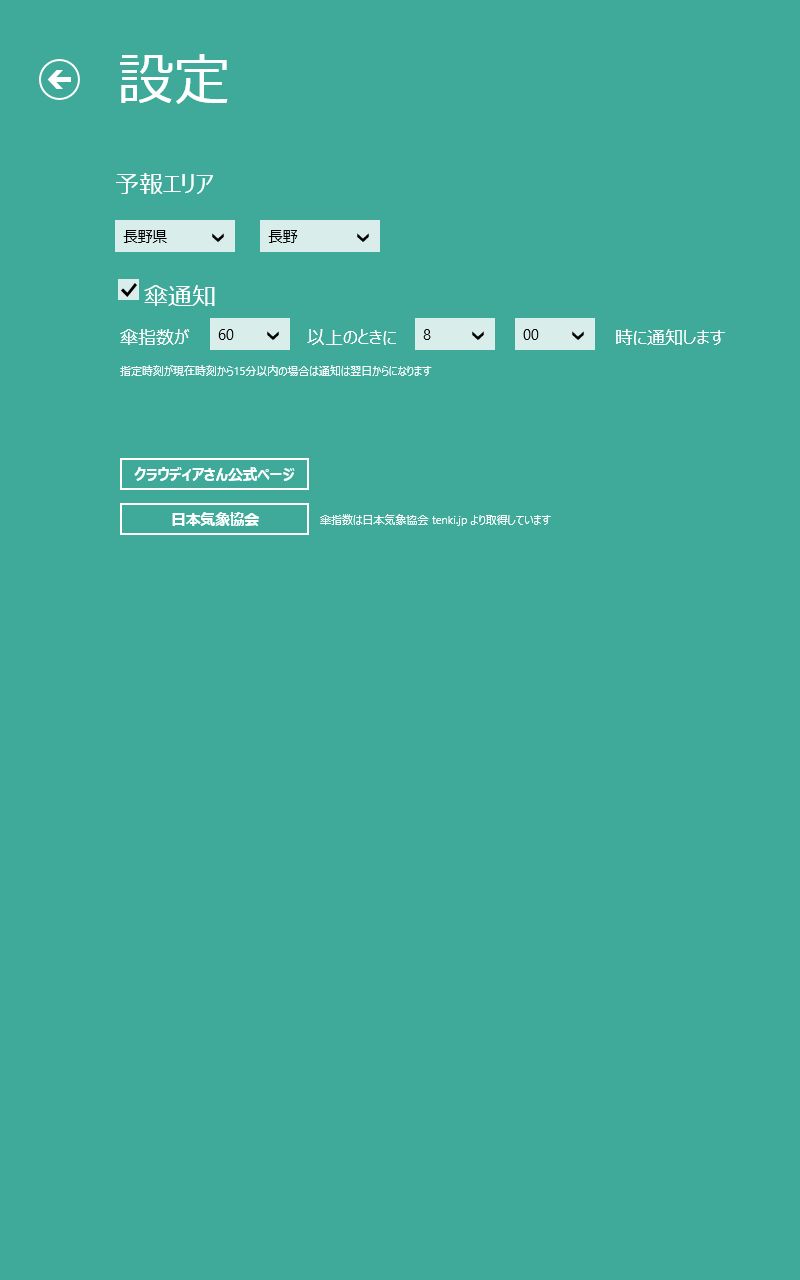 設定
予報エリア
長野県 長野
傘通知
傘指数が 60 以上のときに 8 00 時に通知します
指定時刻が現在時刻から15分以内の場合は通知は翌日からになります
クラウディアさん公式ページ
日本気象協会 傘指数は日本気象協会 tenki.jp より取得しています